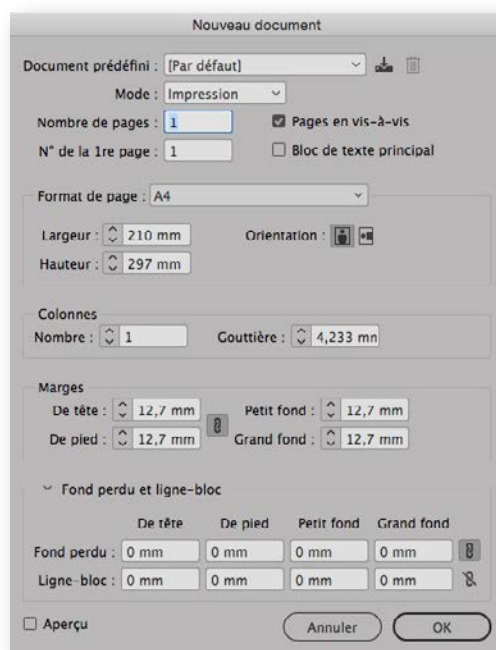 Nouveau document
Document prédéfini : [Par défaut]
Mode : Impression
Nombre de pages : 1 Pages en vis-à-vis
N° de la 1re page : 1 Bloc de texte principal
Format de page : A4
Largeur : 210 mm Orientation :
Hauteur : 297 mm
Colonnes
Nombre : 1 Gouttière : 4,233 mn
Marges
De tête : 12,7 mm Petit fond : 12,7 mm
De pied : 12,7 mm Grand fond : 12,7 mm
Fond perdu et ligne-bloc
De tête De pied Petit fond Grand fond
Fond perdu : 0 mm 0 mm 0 mm 0 mm
Ligne-bloc : 0 mm 0 mm 0 mm 0 mm
Aperçu Annuler OK